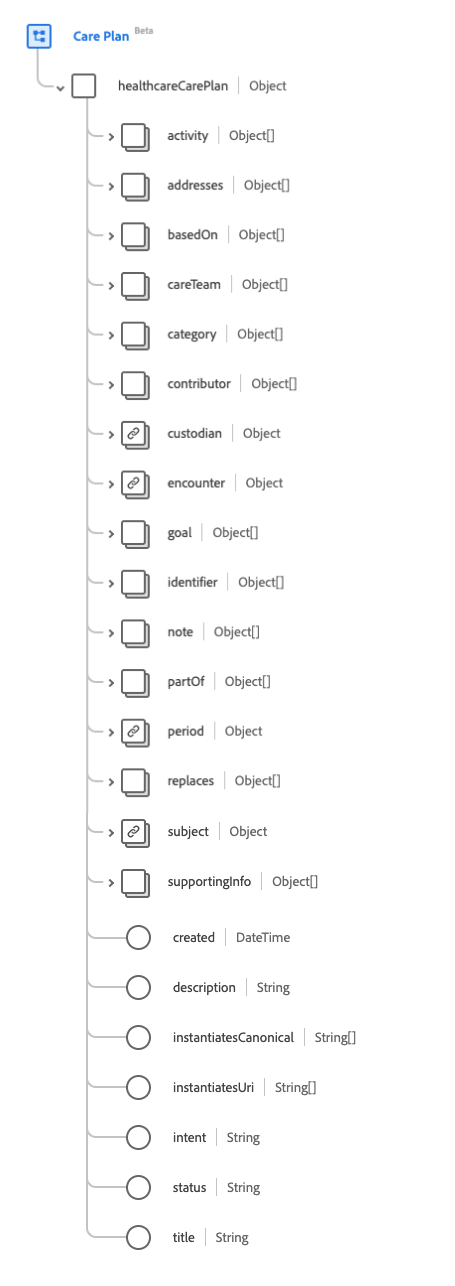 Care Plan Beta
healthcareCarePlan Object
activity Object[]
addresses Object[]
basedOn Object[]
careTeam Object[]
category Object[]
contributor Object[]
custodian Object
encounter Object
goal Object[]
identifier Object[]
note Object[]
partOf Object[]
period Object
replaces Object[]
subject Object
supportingInfo Object[]
created DateTime
description String
instantiatesCanonical String[]
instantiatesUri String[]
intent String
status String
title String